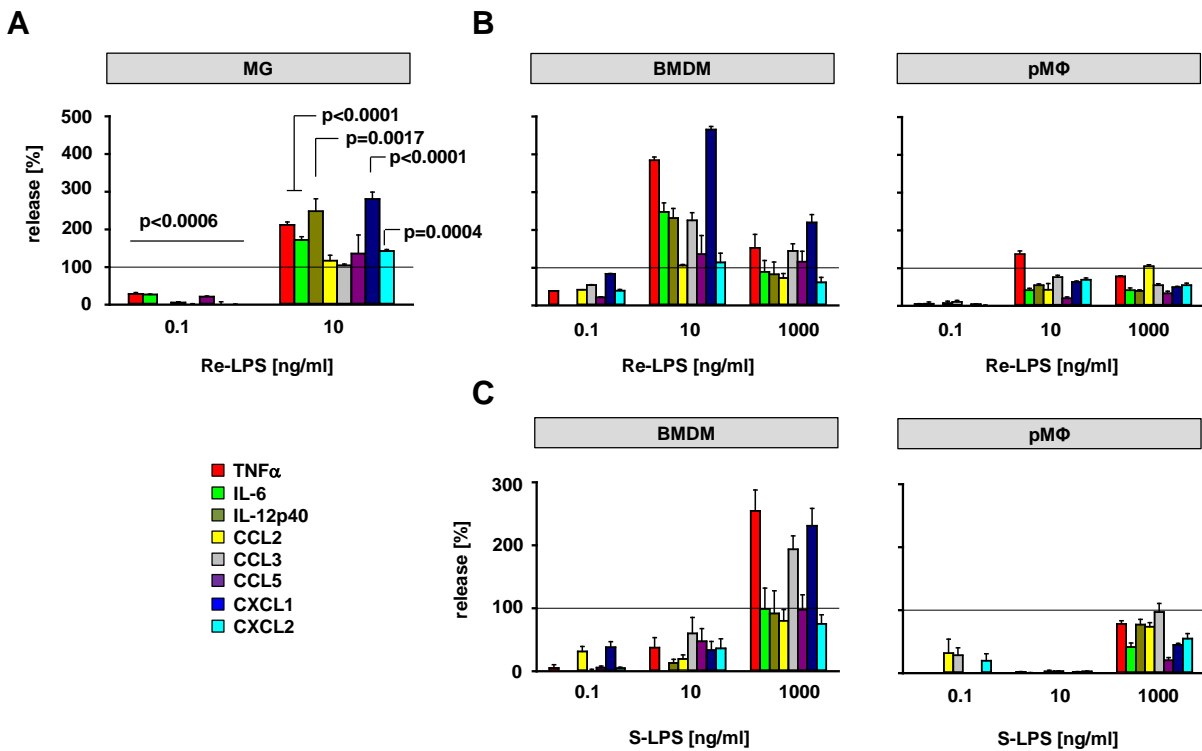 A
B
MG
BMDM
pMΦ
500
400
300
200
100
0
release [%]
p<0.0001
p=0.0017
p<0.0001
p<0.0006
p=0.0004
0.1
10
Re-LPS [ng/ml]
0.1
10
1000
Re-LPS [ng/ml]
0.1
10
1000
Re-LPS [ng/ml]
C
BMDM
pMΦ
TNFα
IL-6
IL-12p40
CCL2
CCL3
CCL5
CXCL1
CXCL2
300
200
100
0
release [%]
0.1
10
1000
S-LPS [ng/ml]
0.1
10
1000
S-LPS [ng/ml]